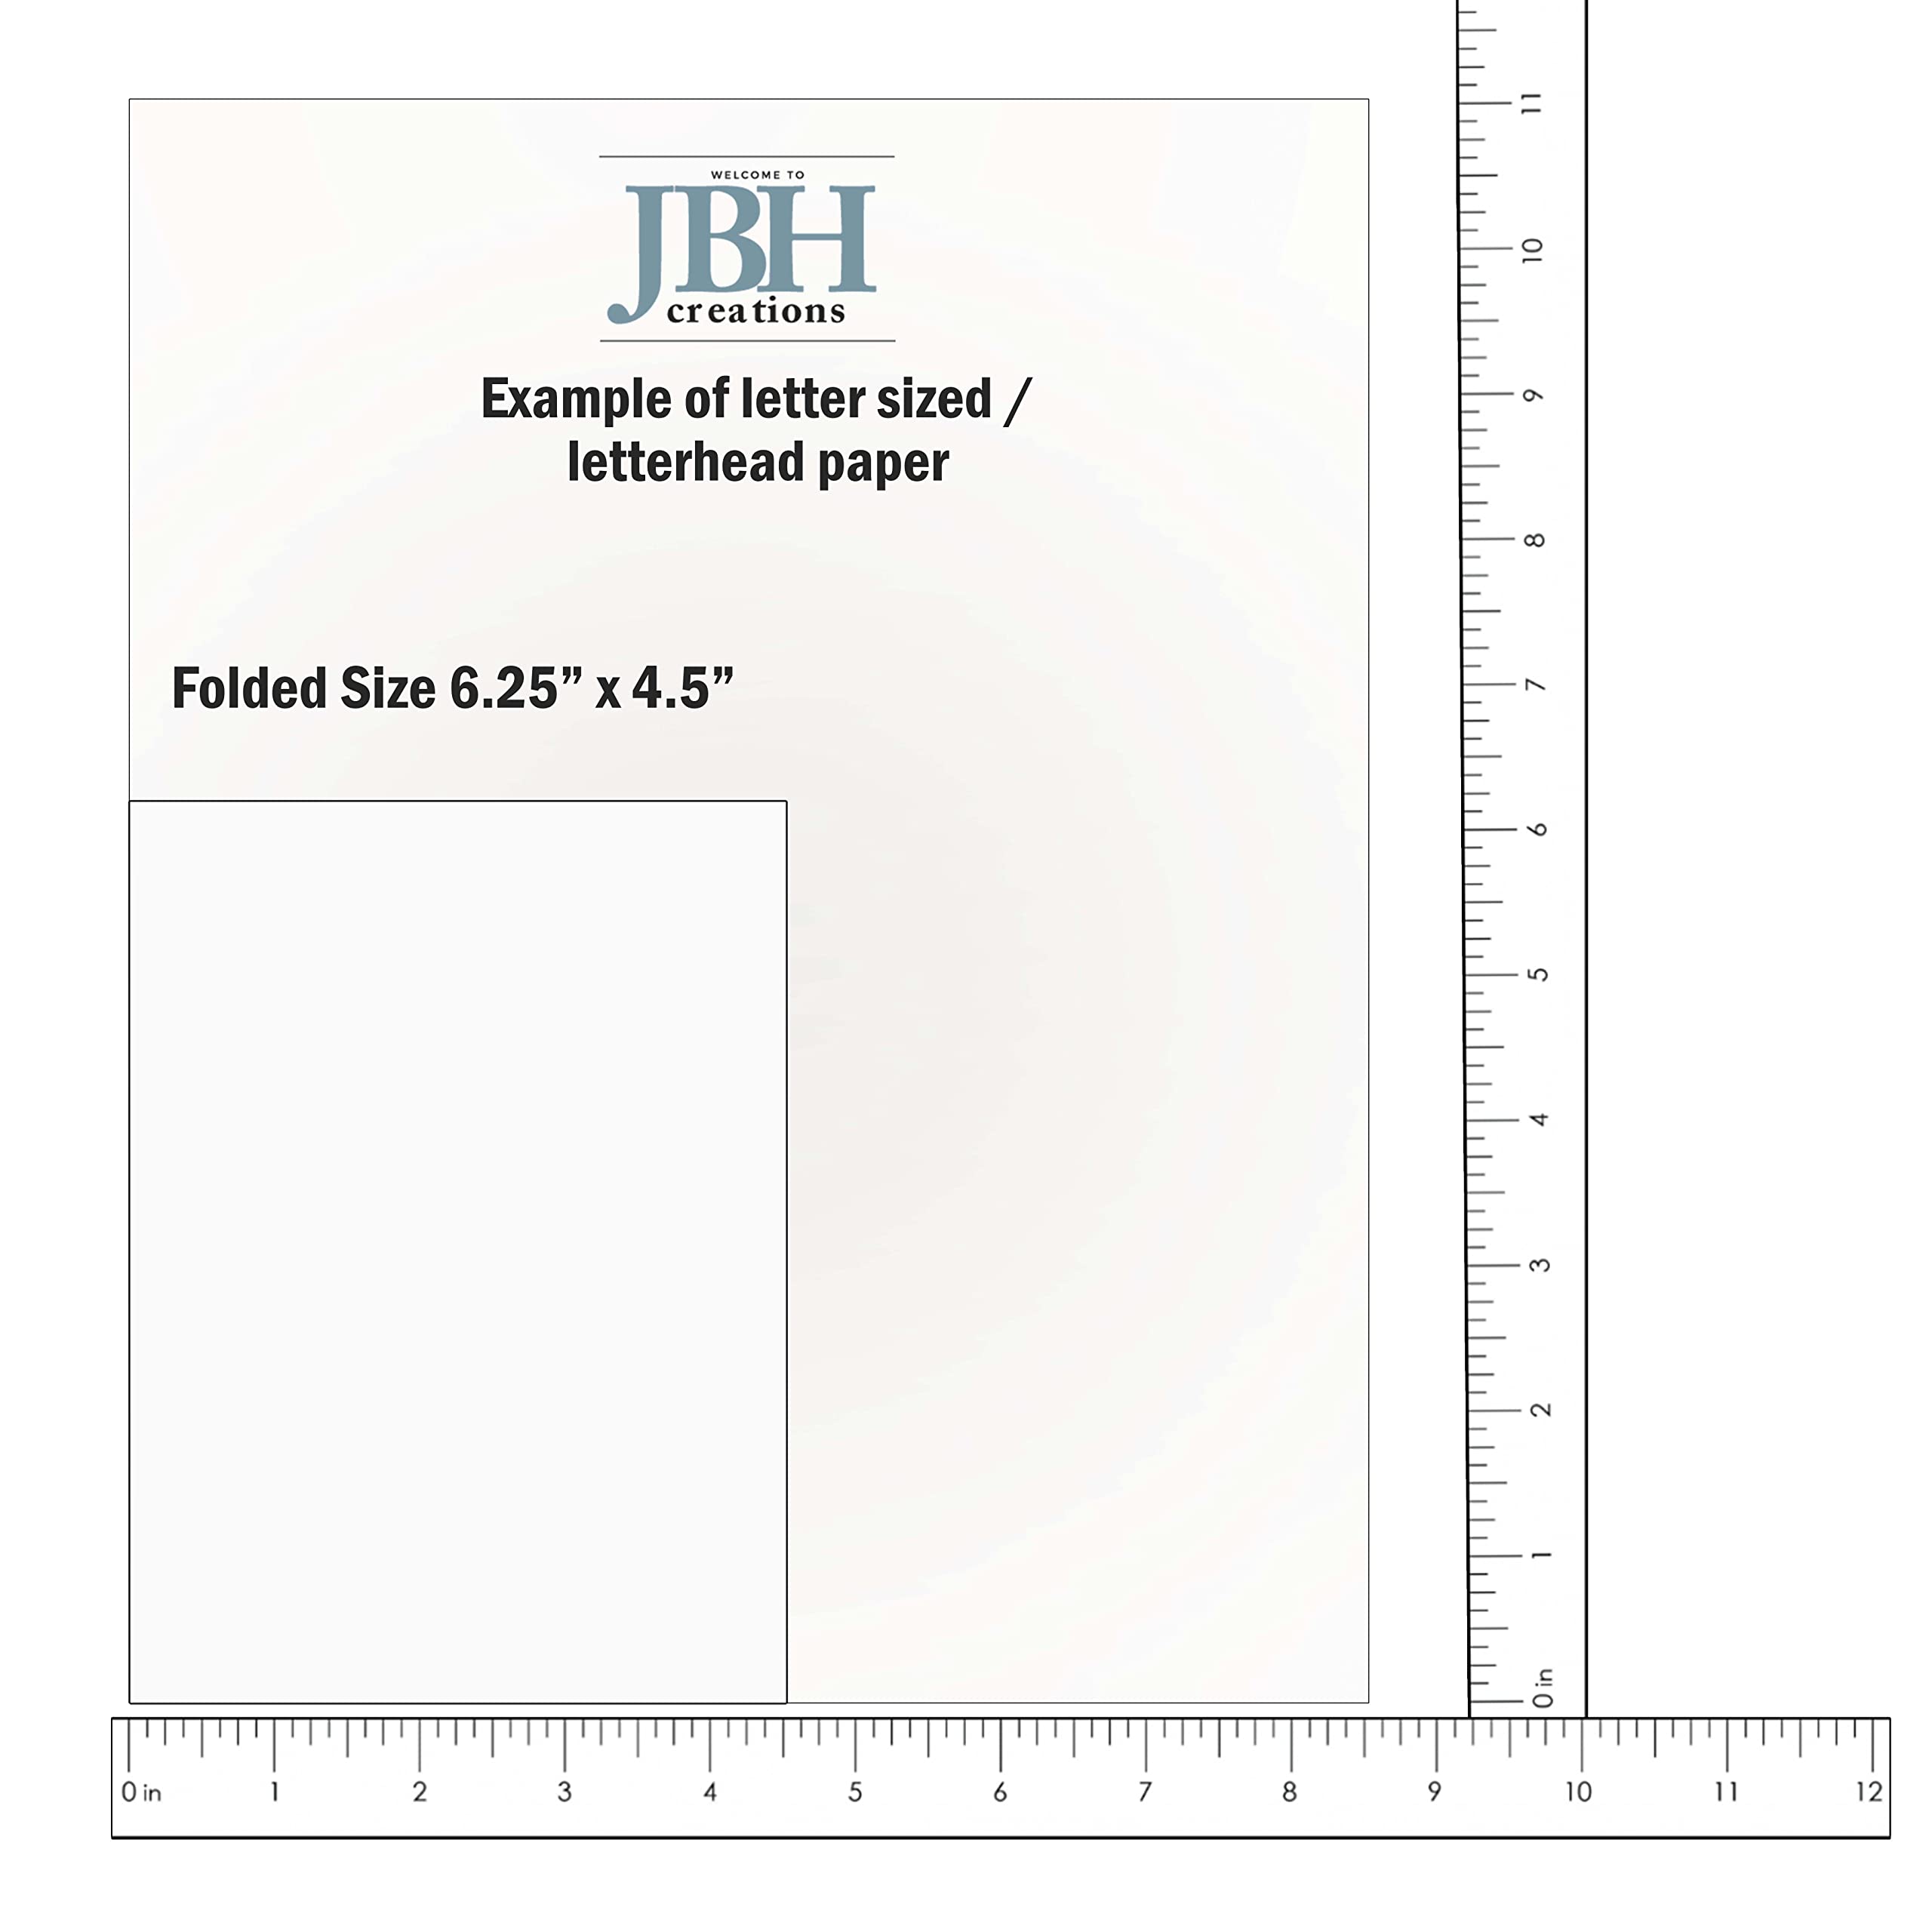 WELCOME TO
JBH
creations
Example of letter sized /
letterhead paper
Folded Size 6.25” x 4.5”
11
10
9
8
7
6
5
4
3
2
1
0 in
0 in 1 2 3 4 5 6 7 8 9 10 11 12